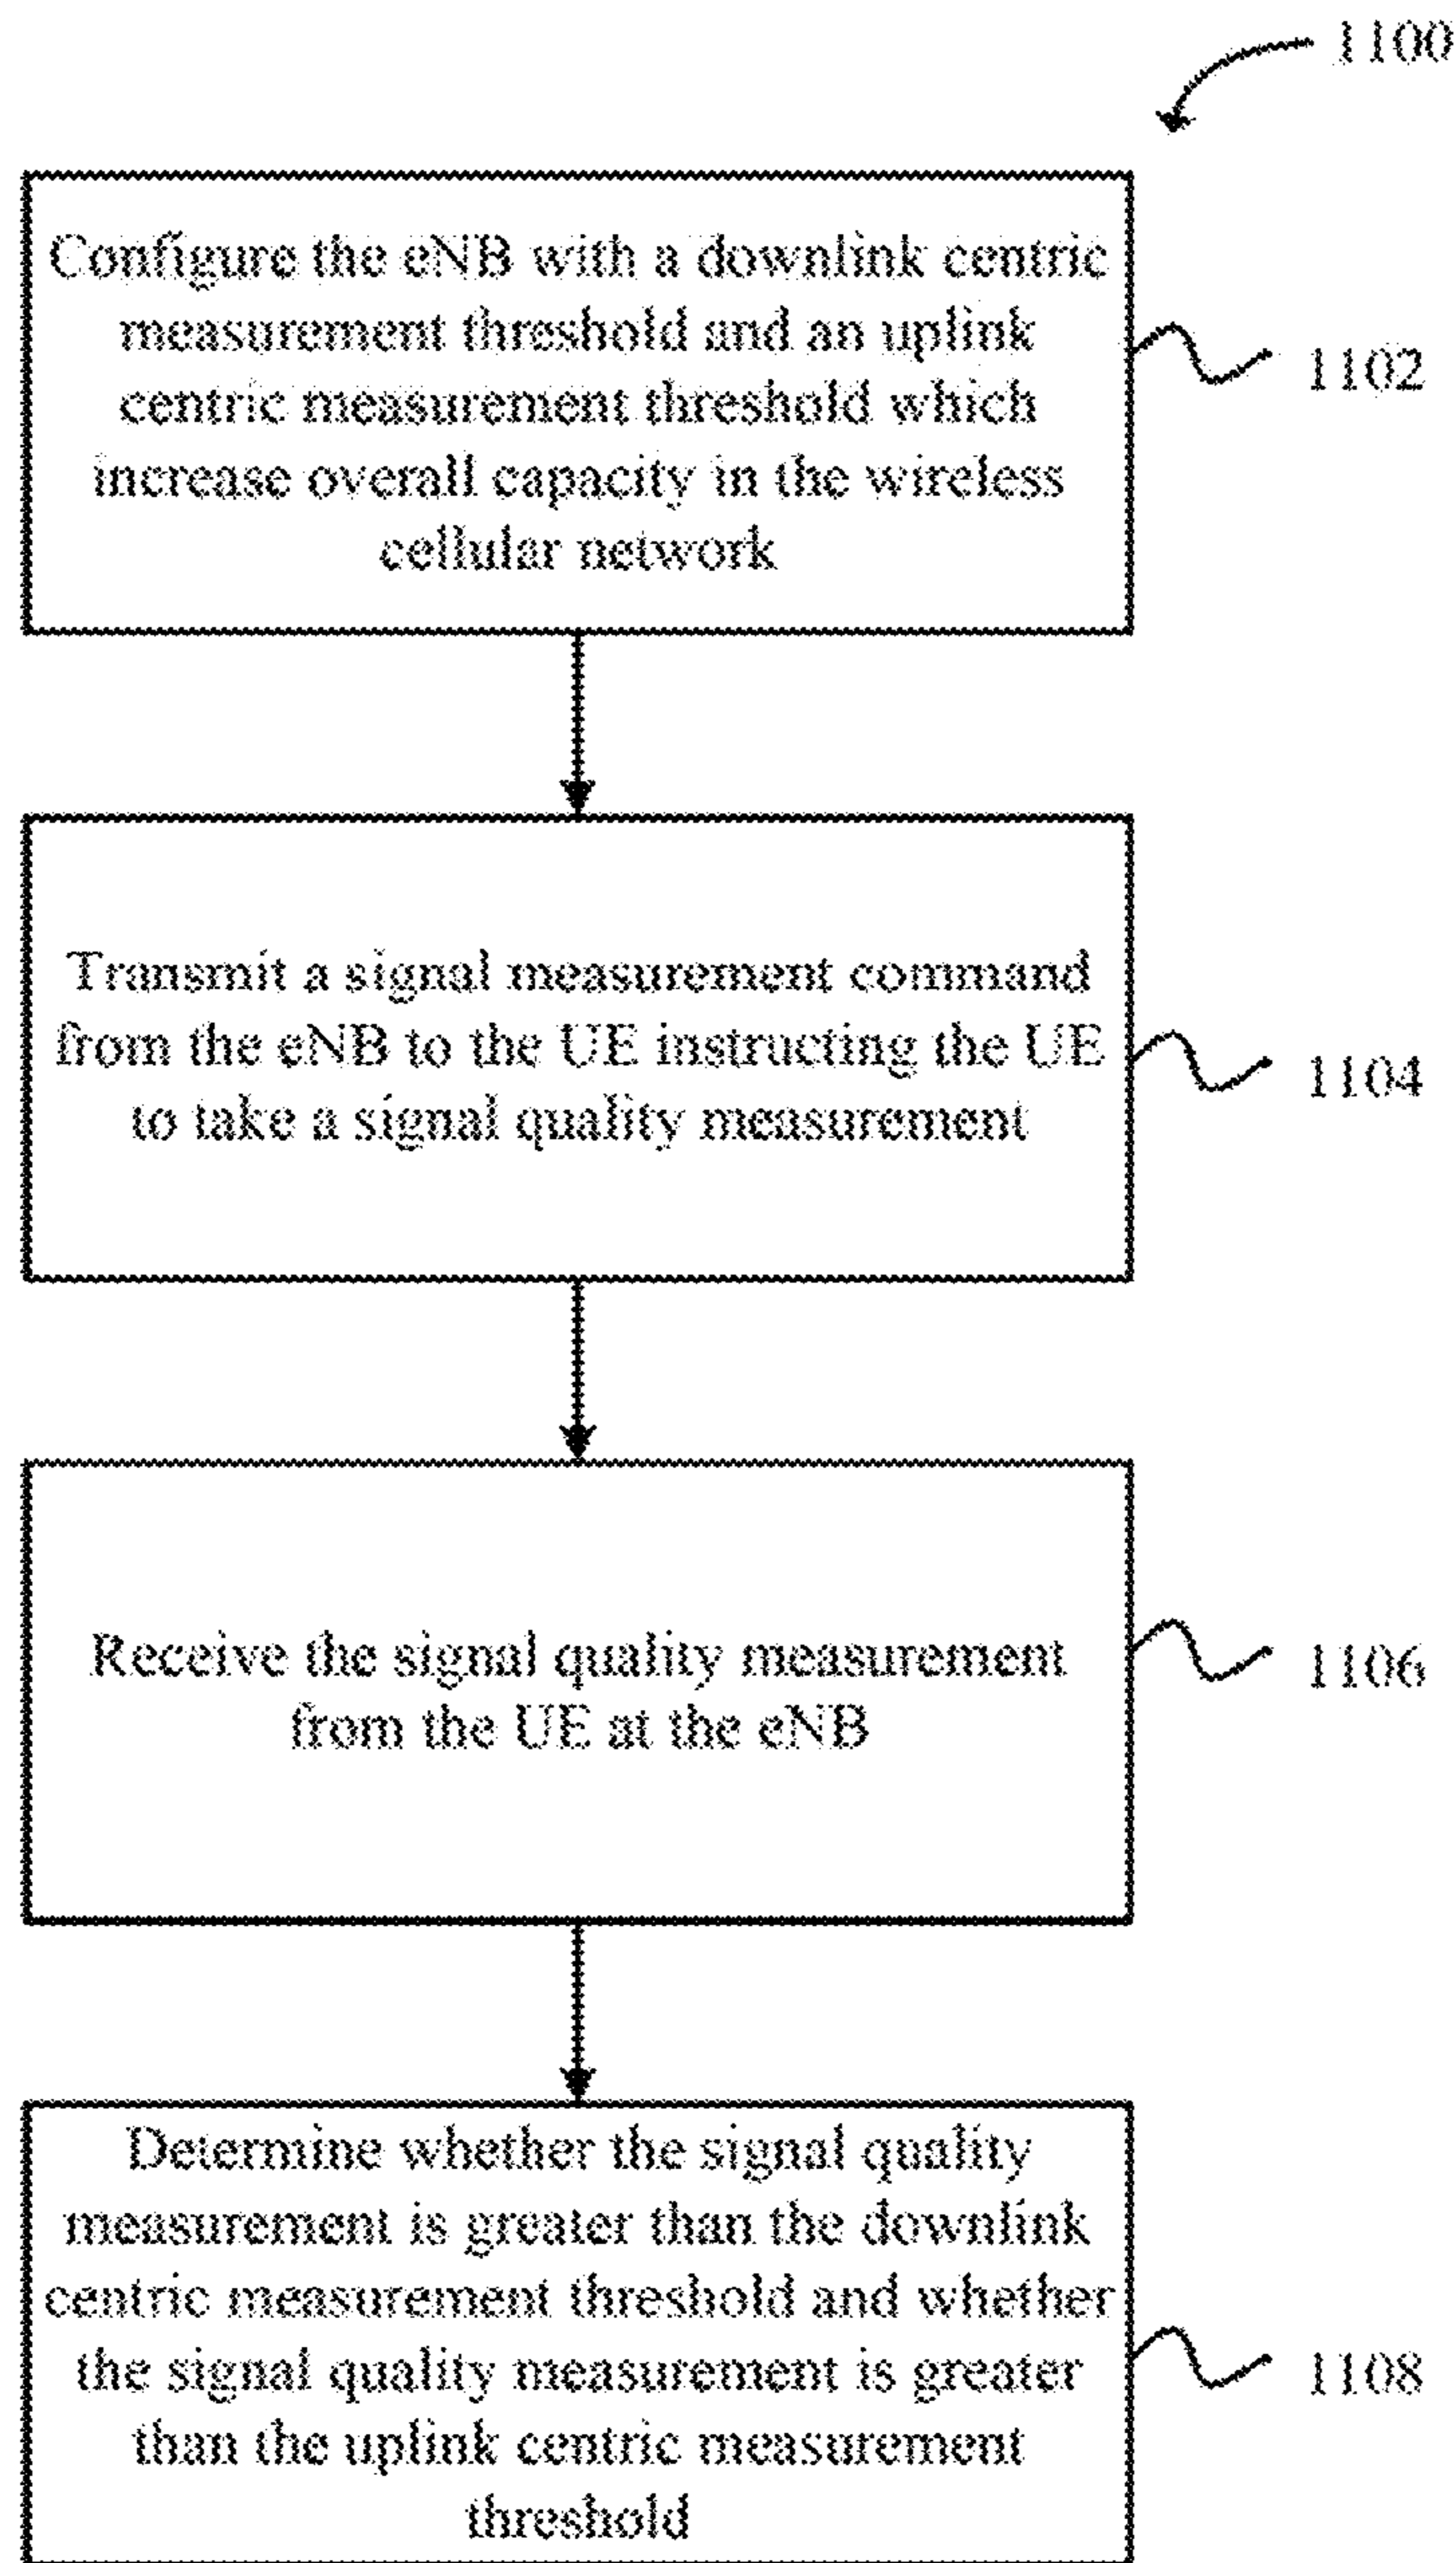 1100
Configure the eNB with a downlink centric
measurement threshold and an uplink
centric measurement threshold which
increase overall capacity in the wireless
cellular network
1102
Transmit a signal measurement command
from the eNB to the UE instructing the UE
to take a signal quality measurement
1104
Receive the signal quality measurement
from the UE at the eNB
1106
Determine whether the signal quality
measurement is greater than the downlink
centric measurement threshold and whether
the signal quality measurement is greater
than the uplink centric measurement
threshold
1108